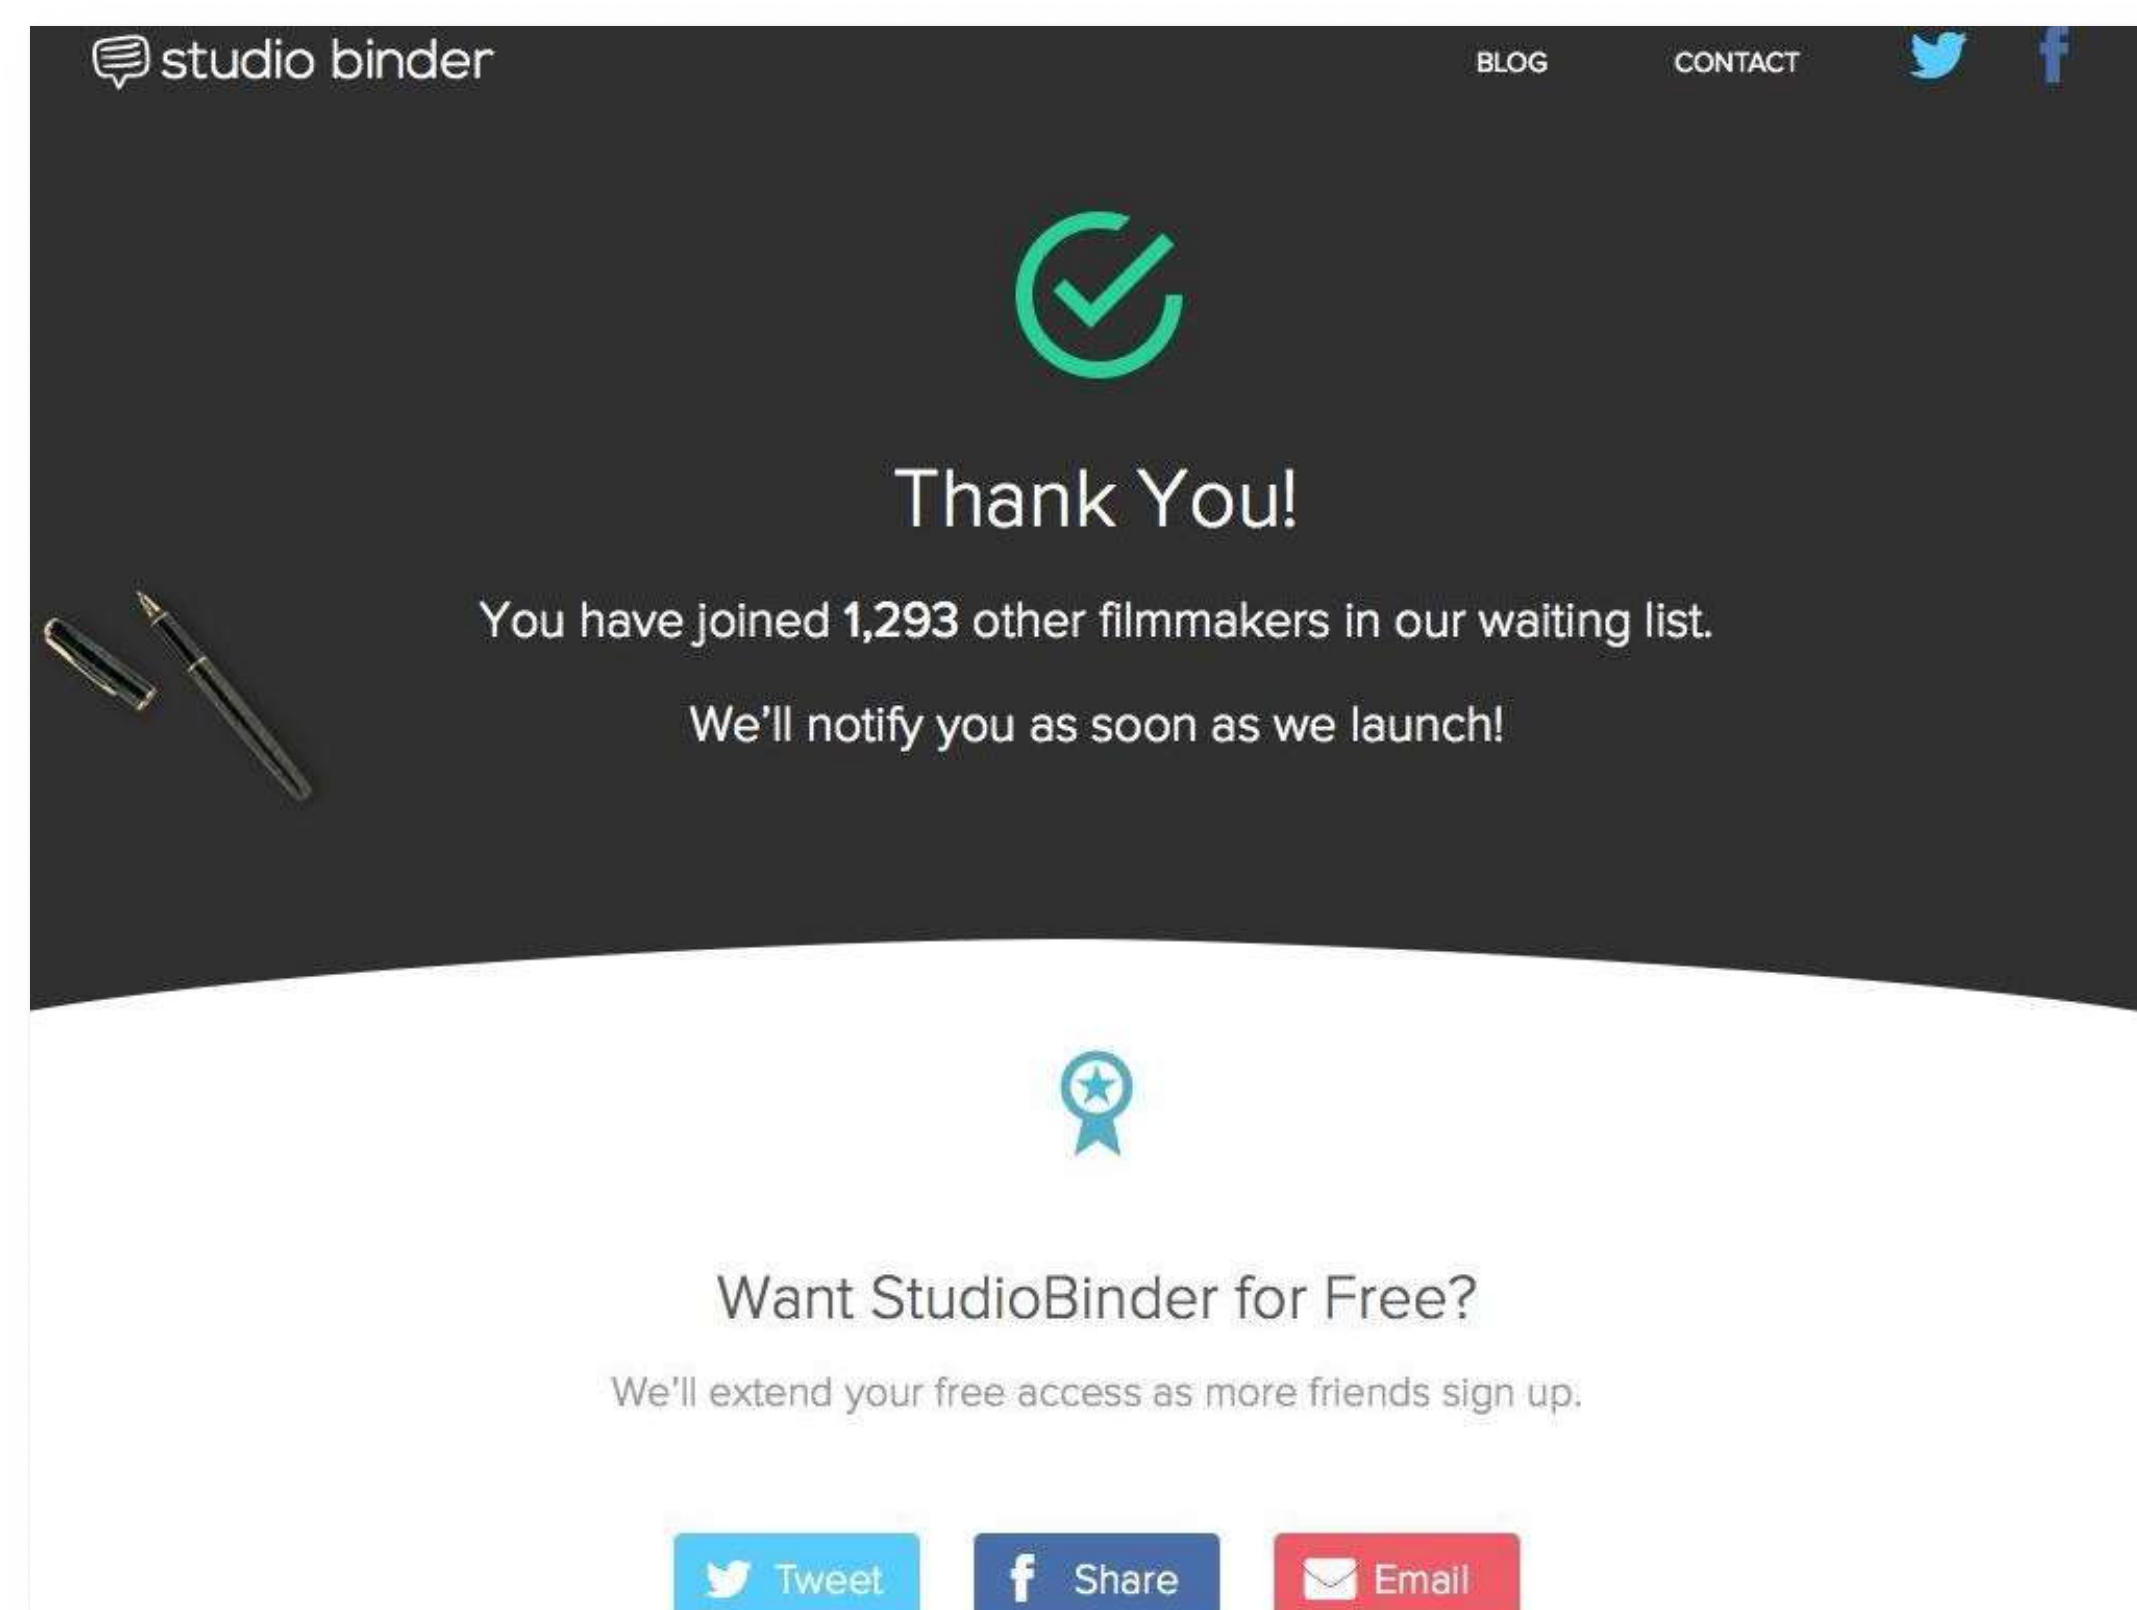 studio binder
BLOG
CONTACT
Thank You!
You have joined 1,293 other filmmakers in our waiting list.
We'll notify you as soon as we launch!
Want StudioBinder for Free?
We'll extend your free access as more friends sign up.
Tweet
Share
Email